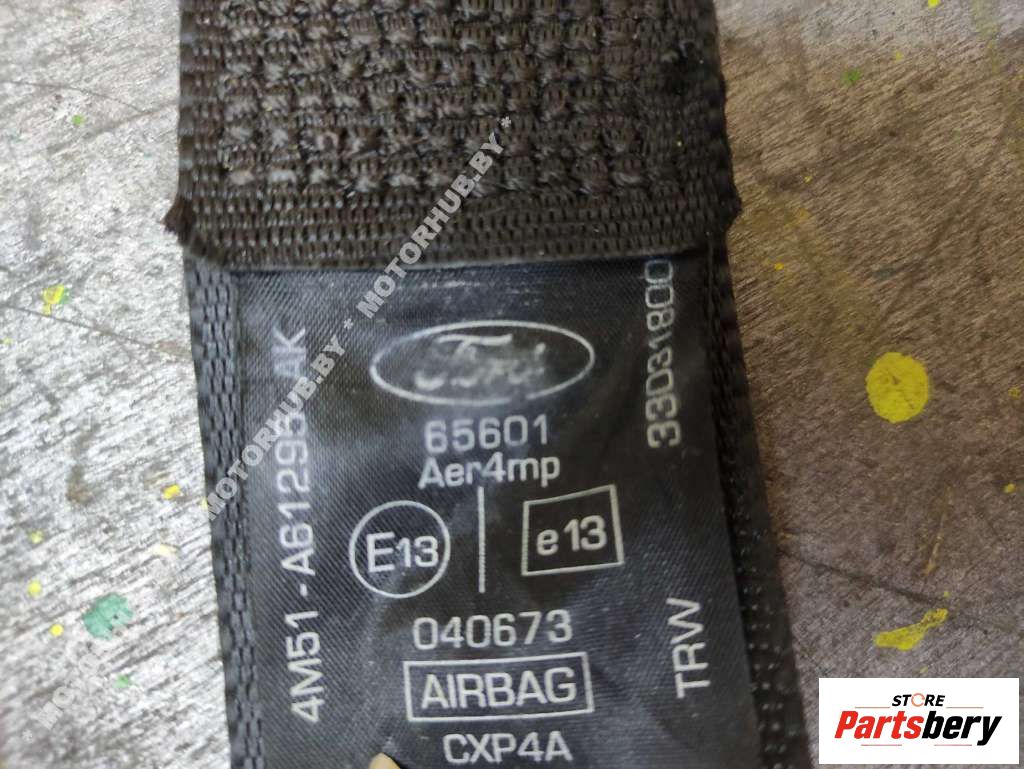 Ford
65601
Aer4mp
E13
e13
040673
AIRBAG
CXP4A
4M51-A61295-AK
33031800
TRW
* MOTORHUB.BY * MOTORHUB.BY *
STORE
Partsbery